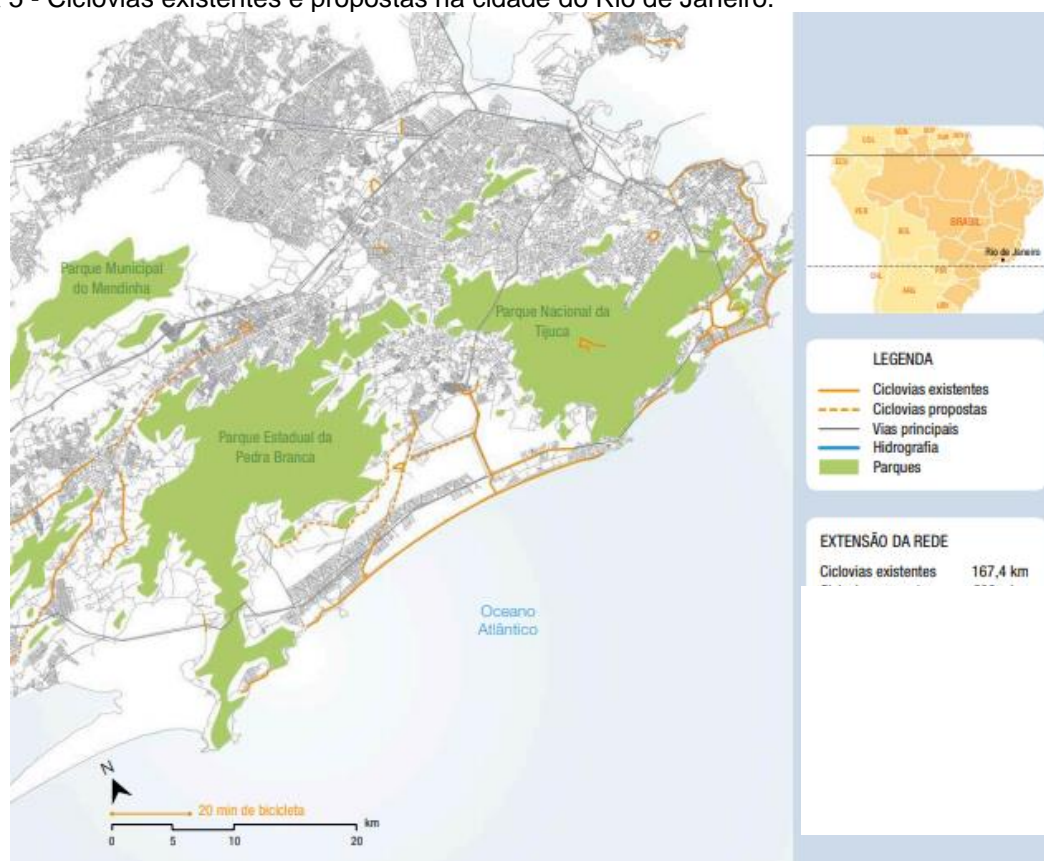 5 - Ciclovias existentes e propostas na cidade do Rio de Janeiro.
Parque Municipal
do Mendinha
Parque Nacional da
Tijuca
Parque Estadual da
Pedra Branca
Oceano
Atlântico
N
20 min de bicicleta
km
0 5 10 20
BRASIL
Rio de Janeiro
LEGENDA
Ciclovias existentes
Ciclovias propostas
Vias principais
Hidrografia
Parques
EXTENSÃO DA REDE
Ciclovias existentes 167,4 km